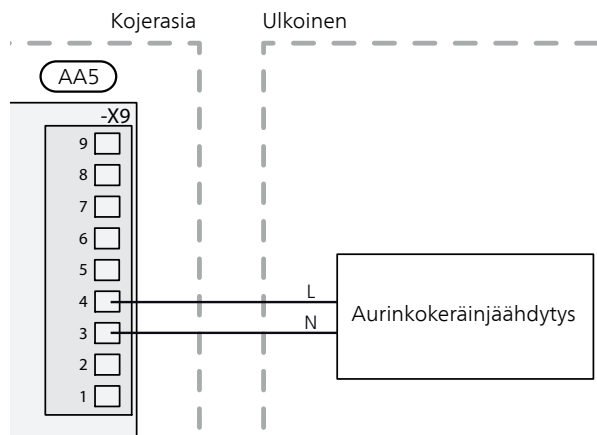 Kojerasia
Ulkoinen
AA5
-X9
9
8
7
6
5
4
3
2
1
L
N
Aurinkokeräinjäähdytys